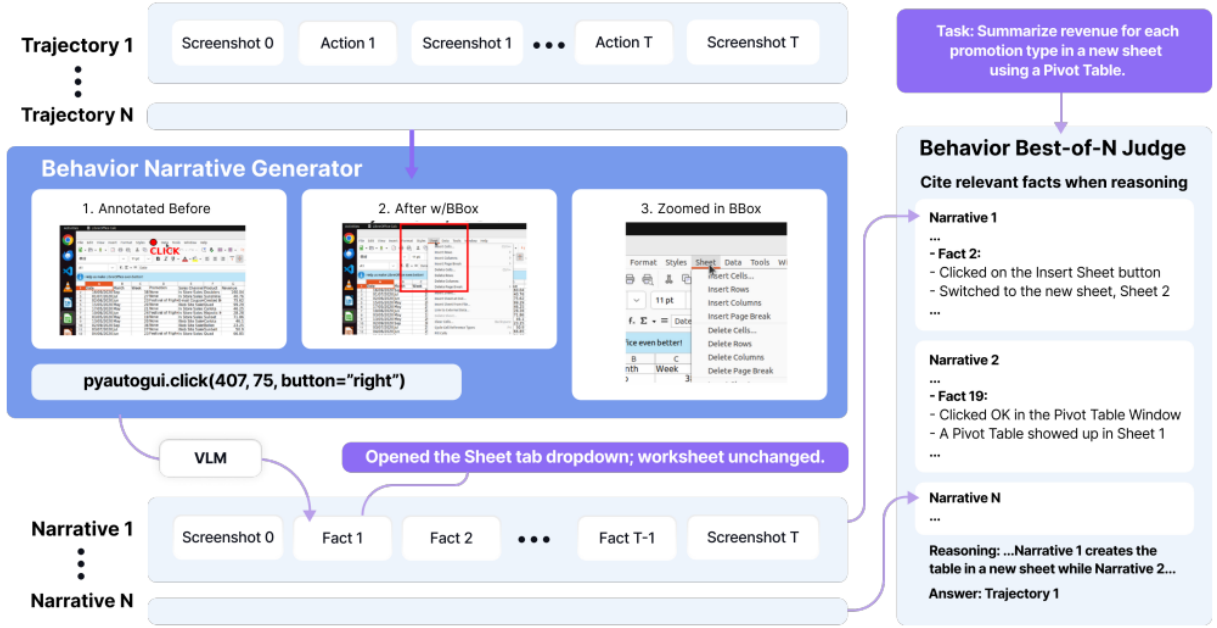 Trajectory 1
Screenshot 0
Action 1
Screenshot 1
Action T
Screenshot T
Trajectory N
Task: Summarize revenue for each
promotion type in a new sheet
using a Pivot Table.
Behavior Narrative Generator
1. Annotated Before
CLICK
2. After w/BBox
3. Zoomed in BBox
Format Styles Sheet Data Tools
Insert Cells...
Insert Rows
11 pt
Insert Columns
Insert Page Break
Date
Delete Cells...
fice even better!
Delete Rows
B C
Delete Columns
nth Week
Delete Page Break
pyautogui.click(407, 75, button="right")
VLM
Opened the Sheet tab dropdown; worksheet unchanged.
Narrative 1
Screenshot 0
Fact 1
Fact 2
Fact T-1
Screenshot T
Narrative N
Behavior Best-of-N Judge
Cite relevant facts when reasoning
Narrative 1
...
- Fact 2:
- Clicked on the Insert Sheet button
- Switched to the new sheet, Sheet 2
...
Narrative 2
...
- Fact 19:
- Clicked OK in the Pivot Table Window
- A Pivot Table showed up in Sheet 1
...
Narrative N
...
Reasoning: ...Narrative 1 creates the
table in a new sheet while Narrative 2...
Answer: Trajectory 1